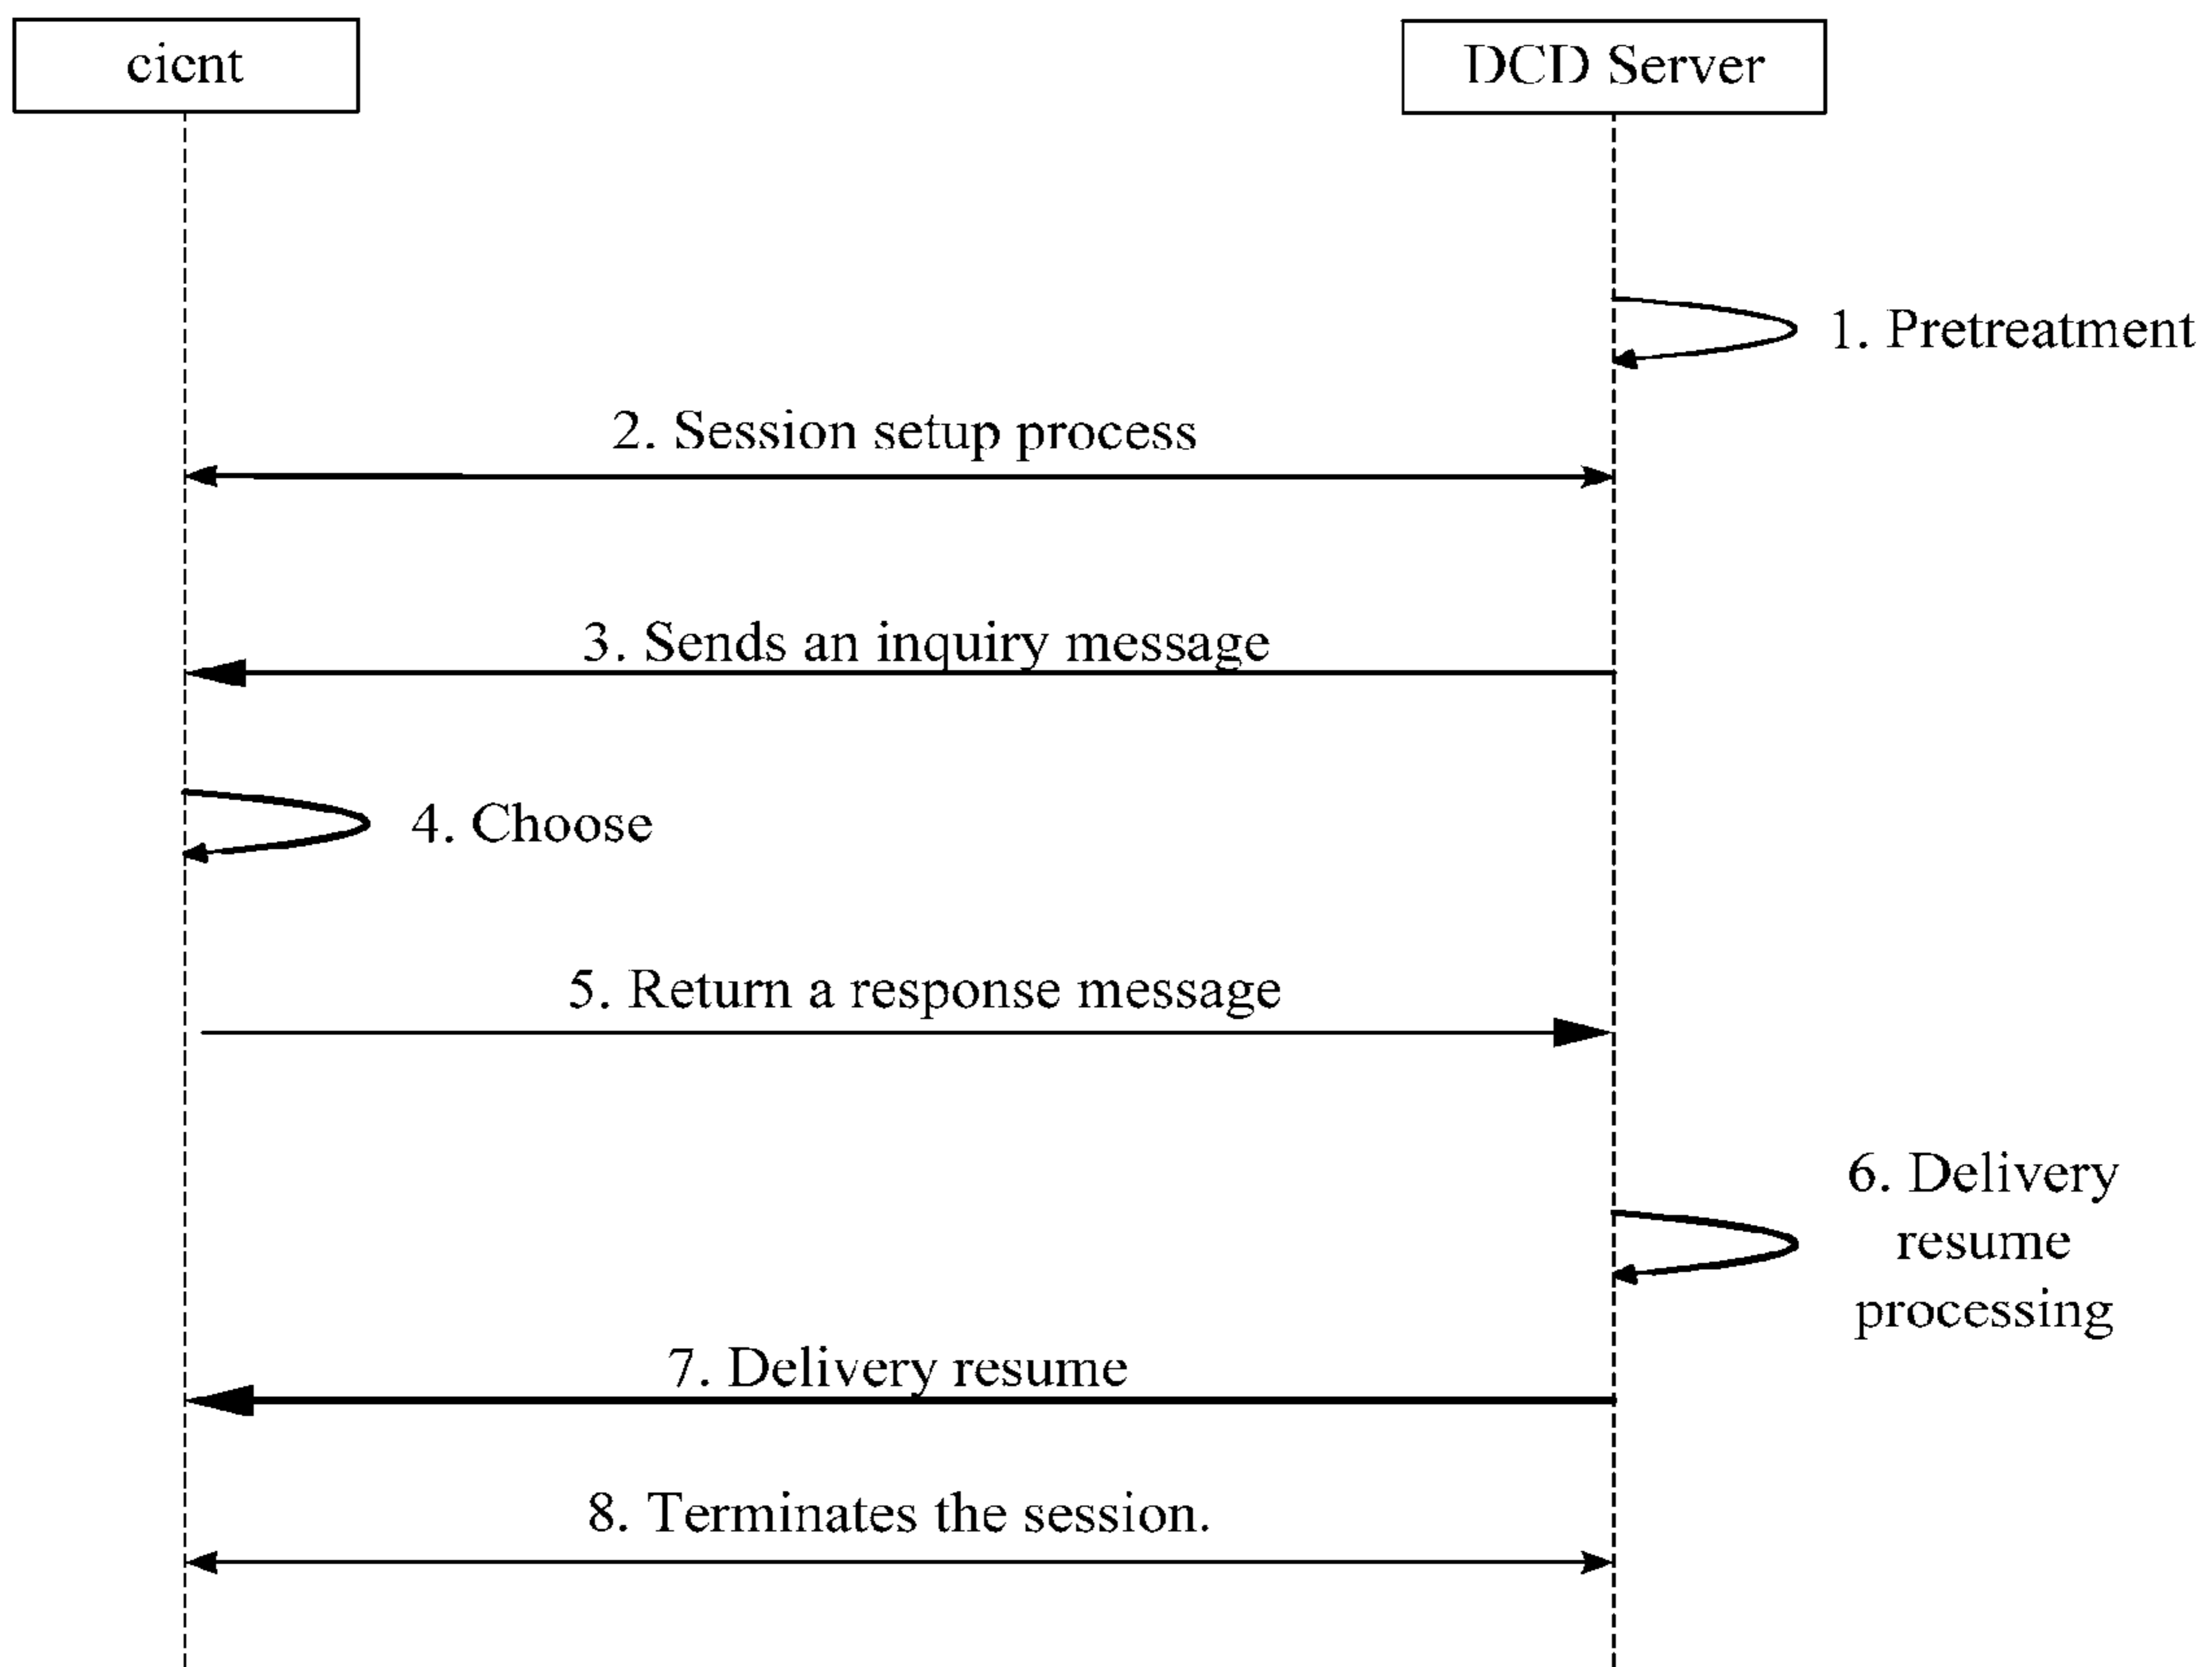 cicnt
DCD Server
1. Pretreatment
2. Session setup process
3. Sends an inquiry message
4. Choose
5. Return a response message
6. Delivery
resume
processing
7. Delivery resume
8. Terminates the session.